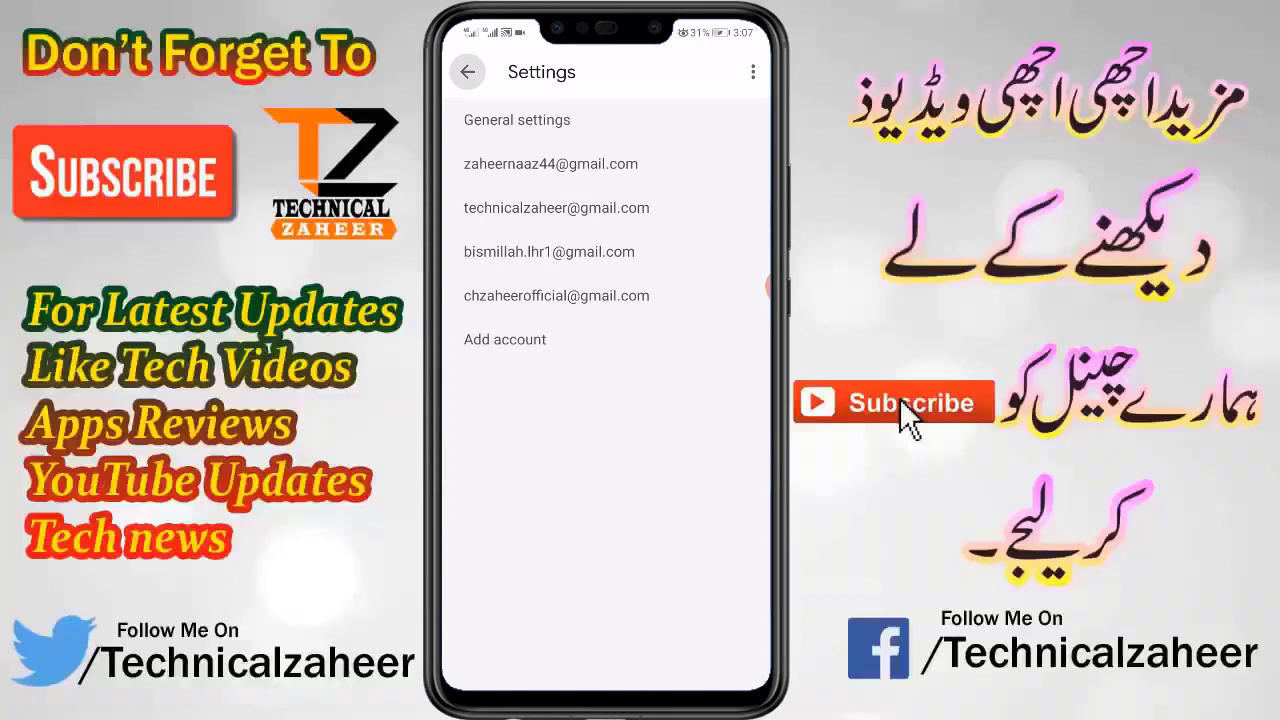 Don't Forget To
SUBSCRIBE
TZ
TECHNICAL
ZAHEER
For Latest Updates
Like Tech Videos
Apps Reviews
YouTube Updates
Tech news
Follow Me On
/Technicalzaheer
31% 3:07
Settings
General settings
zaheernaaz44@gmail.com
technicalzaheer@gmail.com
bismillah.lhr1@gmail.com
chzaheerofficial@gmail.com
Add account
مزید اچھی اچھی ویڈیوز
دیکھنے کے لے
ہمارے چینل کو Subscribe
کر لیجے۔
Follow Me On
f/Technicalzaheer